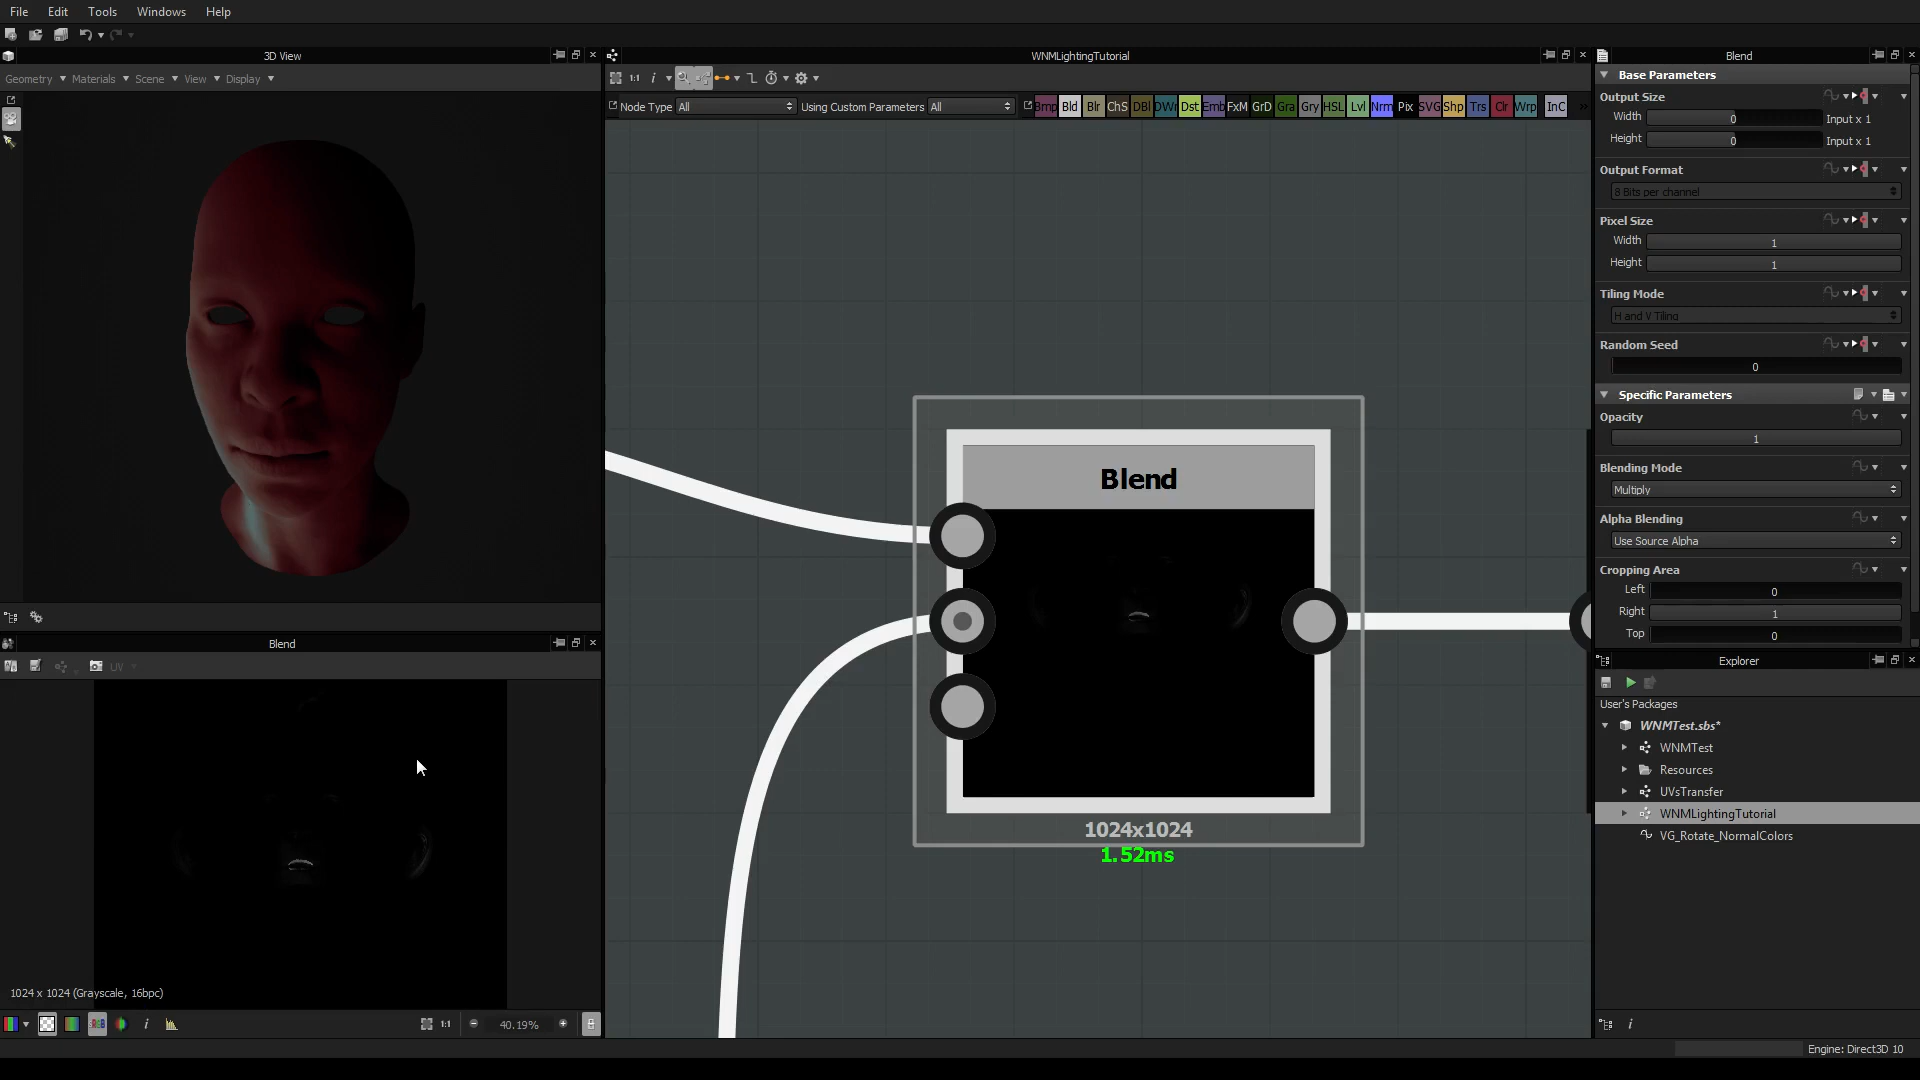 File Edit Tools Windows Help
3D View
Geometry Materials Scene View Display
WNMLightingTutorial
1:1 i
Node Type All Using Custom Parameters All
Bmp Bld Blr ChS DBl DWr Dst Emb FxM GrD Gra Gry HSL Lvl Nrm Pix SVG Shp Trs Clr Wrp InC »
Blend
1024x1024
1.52ms
Blend
UV
1024 x 1024 (Grayscale, 16bpc)
RGB i 1:1 40.19%
Blend
Base Parameters
Output Size
Width 0 Input x 1
Height 0 Input x 1
Output Format
8 Bits per channel
Pixel Size
Width 1
Height 1
Tiling Mode
H and V Tiling
Random Seed
0
Specific Parameters
Opacity
1
Blending Mode
Multiply
Alpha Blending
Use Source Alpha
Cropping Area
Left 0
Right 1
Top 0
Explorer
User's Packages
WNMTest.sbs*
WNMTest
Resources
UVsTransfer
WNMLightingTutorial
VG_Rotate_NormalColors
i
Engine: Direct3D 10